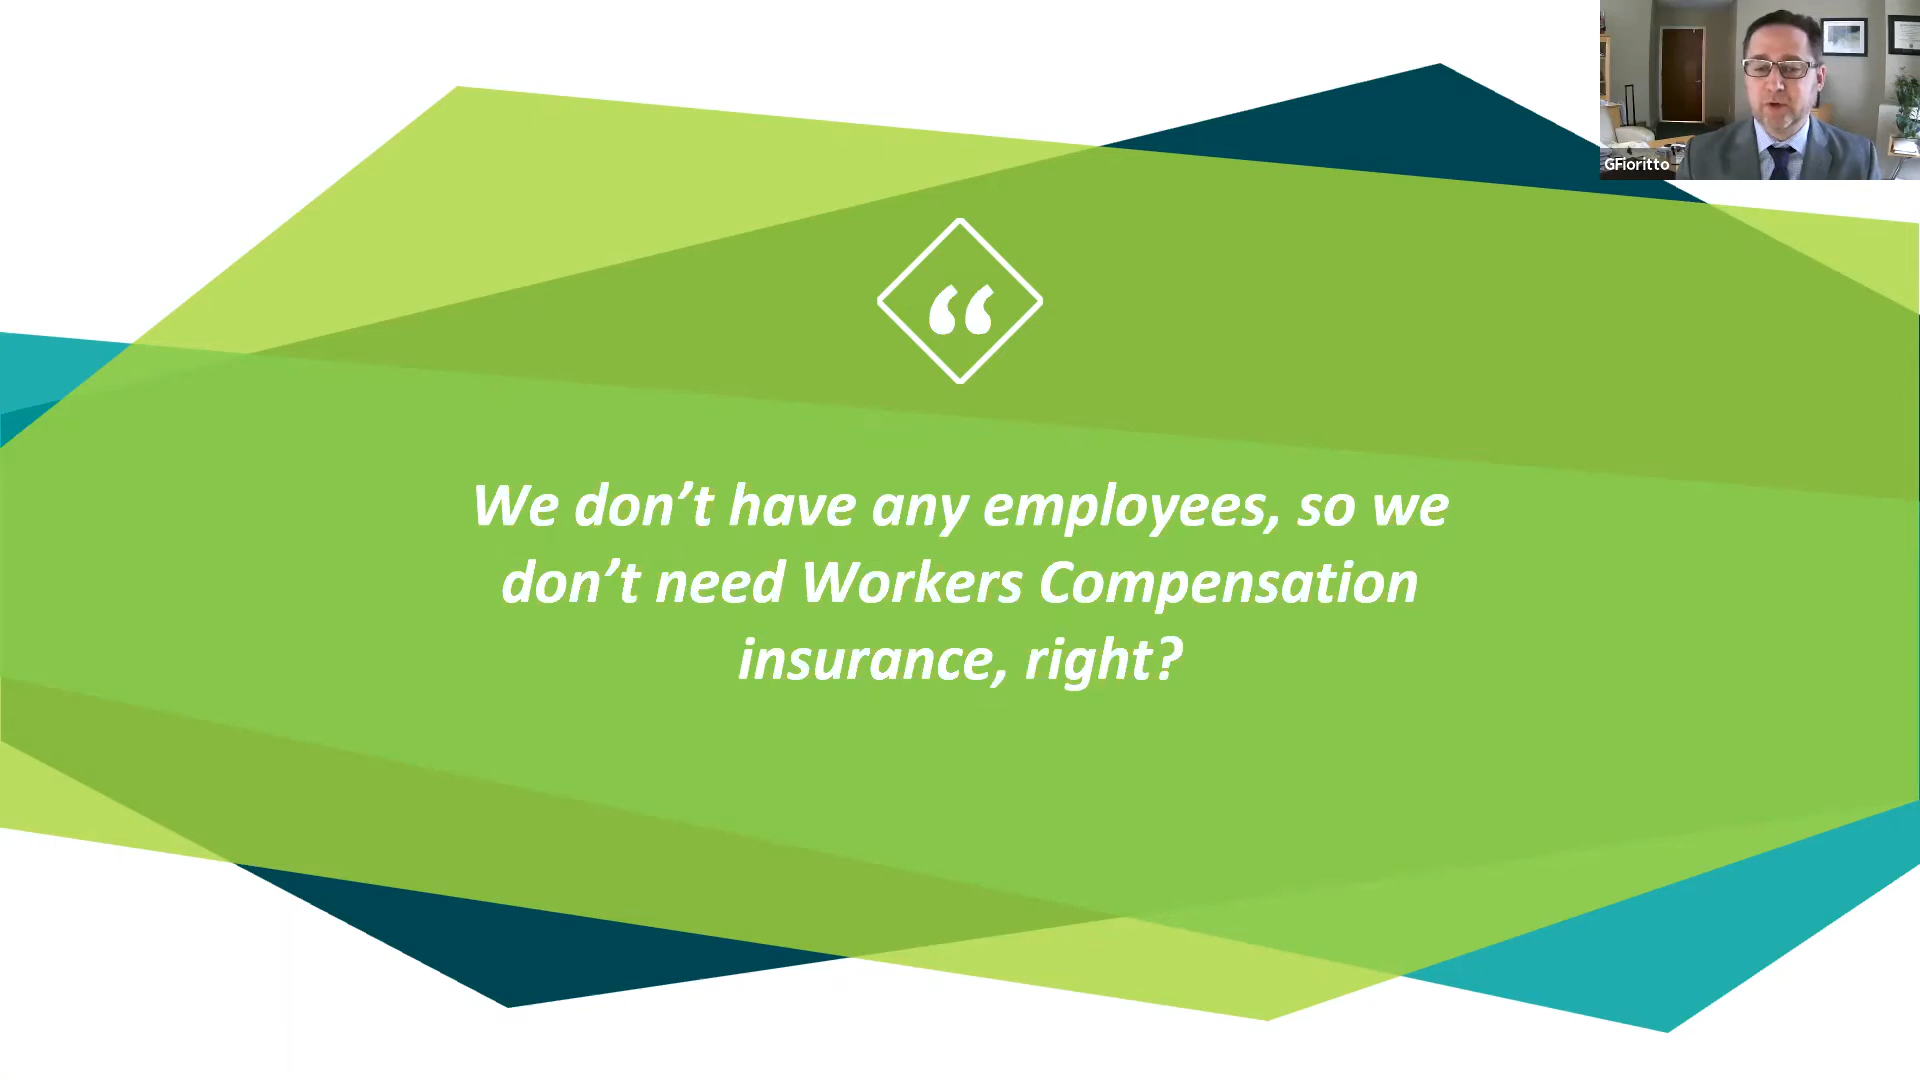 GFioritto
“
We don’t have any employees, so we
don’t need Workers Compensation
insurance, right?